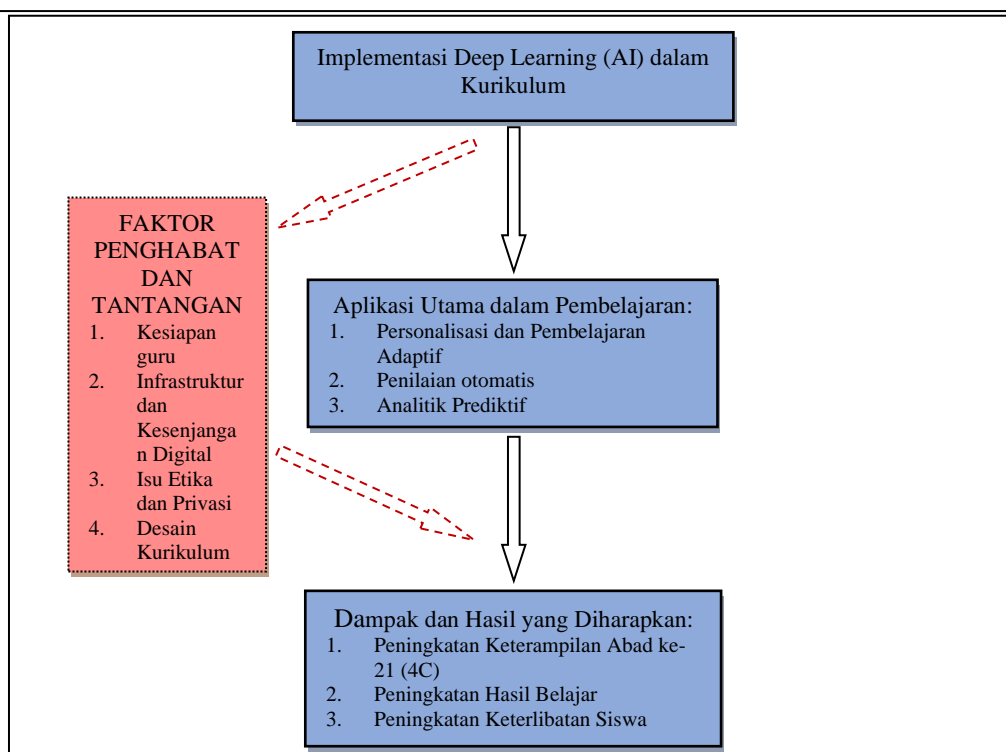 Implementasi Deep Learning (AI) dalam
Kurikulum
FAKTOR
PENGHABAT
DAN
TANTANGAN
1. Kesiapan
guru
2. Infrastruktur
dan
Kesenjanga
n Digital
3. Isu Etika
dan Privasi
4. Desain
Kurikulum
Aplikasi Utama dalam Pembelajaran:
1. Personalisasi dan Pembelajaran
Adaptif
2. Penilaian otomatis
3. Analitik Prediktif
Dampak dan Hasil yang Diharapkan:
1. Peningkatan Keterampilan Abad ke-
21 (4C)
2. Peningkatan Hasil Belajar
3. Peningkatan Keterlibatan Siswa